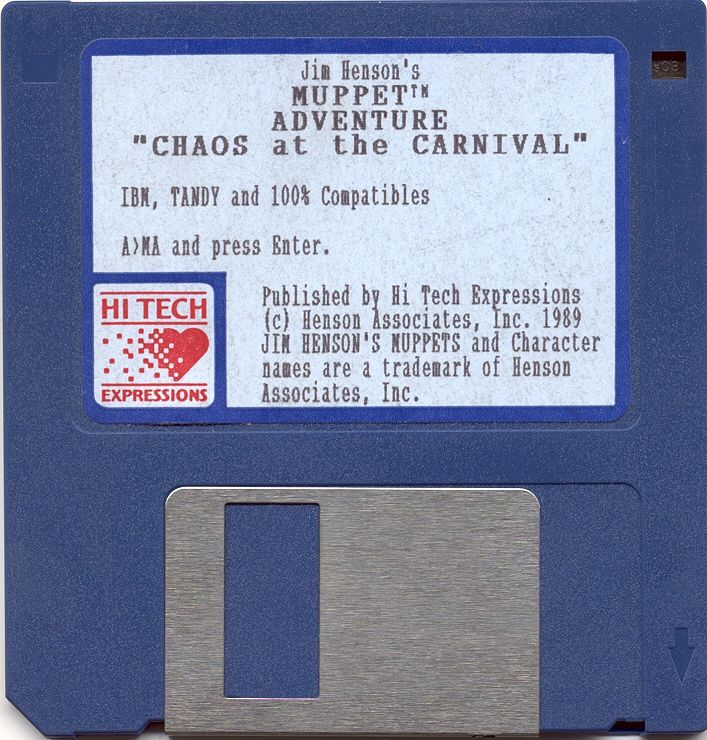 Jim Henson's
MUPPET™
ADVENTURE
"CHAOS at the CARNIVAL"
IBM, TANDY and 100% Compatibles
A>MA and press Enter.
HI TECH
EXPRESSIONS
Published by Hi Tech Expressions
(c) Henson Associates, Inc. 1989
JIM HENSON'S MUPPETS and Character
names are a trademark of Henson
Associates, Inc.